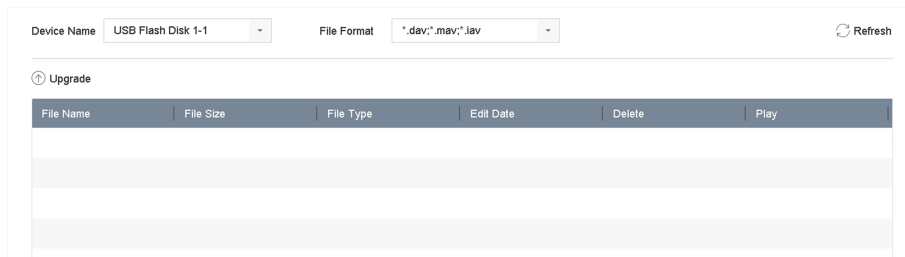 Device Name USB Flash Disk 1-1 File Format *.dav;*.mav;*.iav Refresh
Upgrade
File Name File Size File Type Edit Date Delete Play